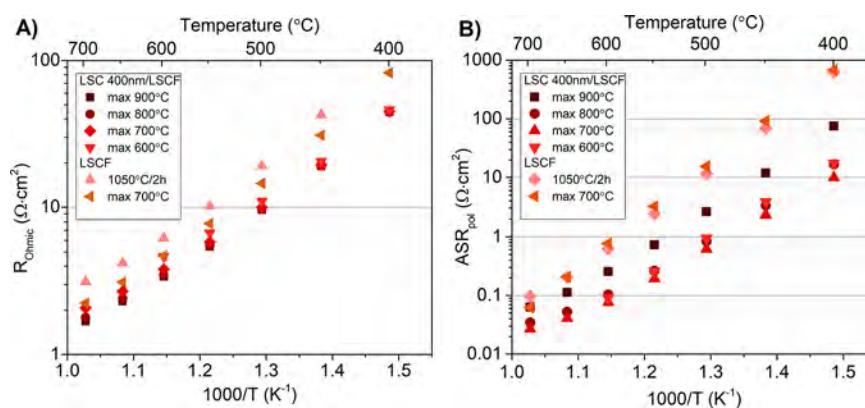 A)
Temperature (°C)
700 600 500 400
100
10
1
R_Ohmic (Ω·cm²)
LSC 400nm/LSCF
max 900°C
max 800°C
max 700°C
max 600°C
LSCF
1050°C/2h
max 700°C
1.0 1.1 1.2 1.3 1.4 1.5
1000/T (K⁻¹)
B)
Temperature (°C)
700 600 500 400
1000
100
10
1
0.1
0.01
ASR_pol (Ω·cm²)
LSC 400nm/LSCF
max 900°C
max 800°C
max 700°C
max 600°C
LSCF
1050°C/2h
max 700°C
1.0 1.1 1.2 1.3 1.4 1.5
1000/T (K⁻¹)